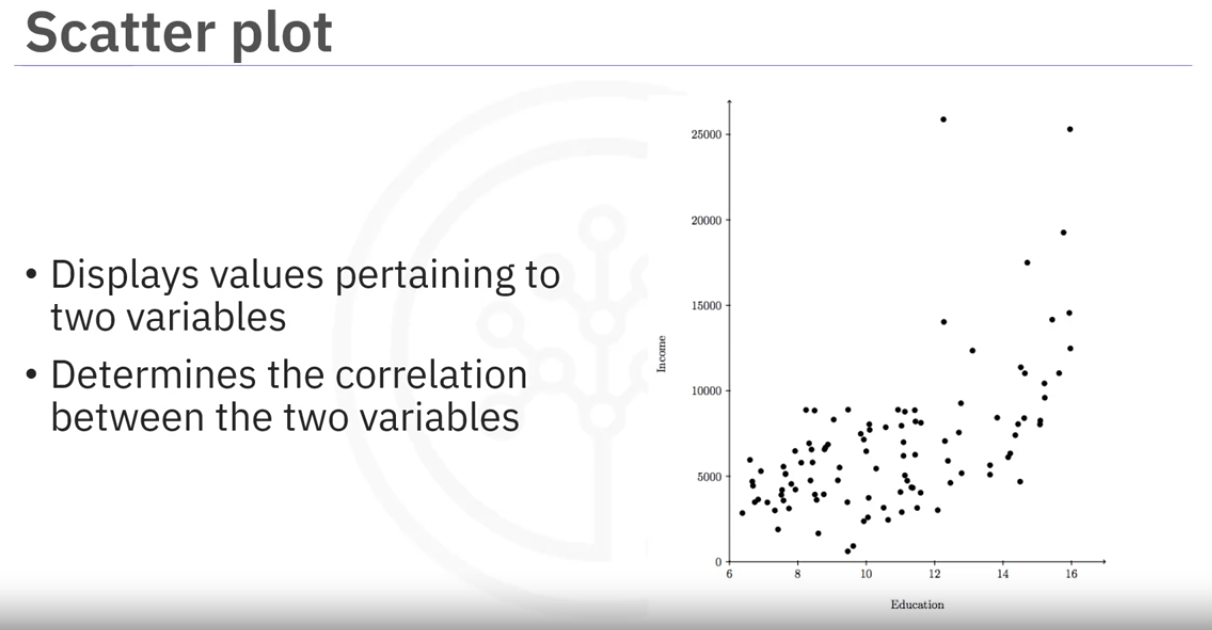 Scatter plot
• Displays values pertaining to
two variables
• Determines the correlation
between the two variables
25000
20000
15000
10000
5000
0
Income
6 8 10 12 14 16
Education